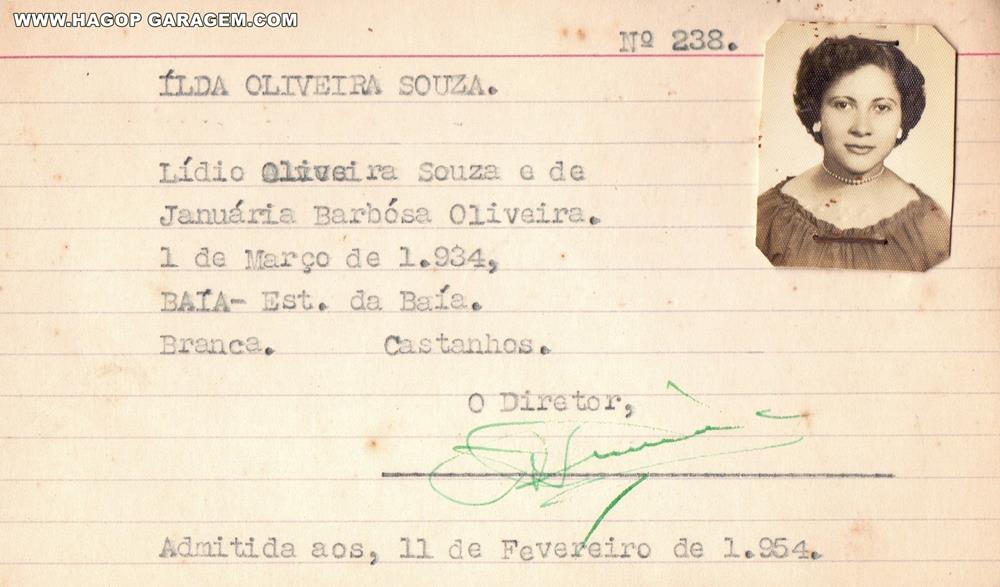 WWW.HAGOP GARAGEM.COM
Nº 238.
ÍLDA OLIVEIRA SOUZA.
Lídio Oliveira Souza e de
Januária Barbósa Oliveira.
1 de Março de 1.934,
BAÍA- Est. da Baía.
Branca. Castanhos.
O Diretor,
Admitida aos, 11 de Fevereiro de 1.954.